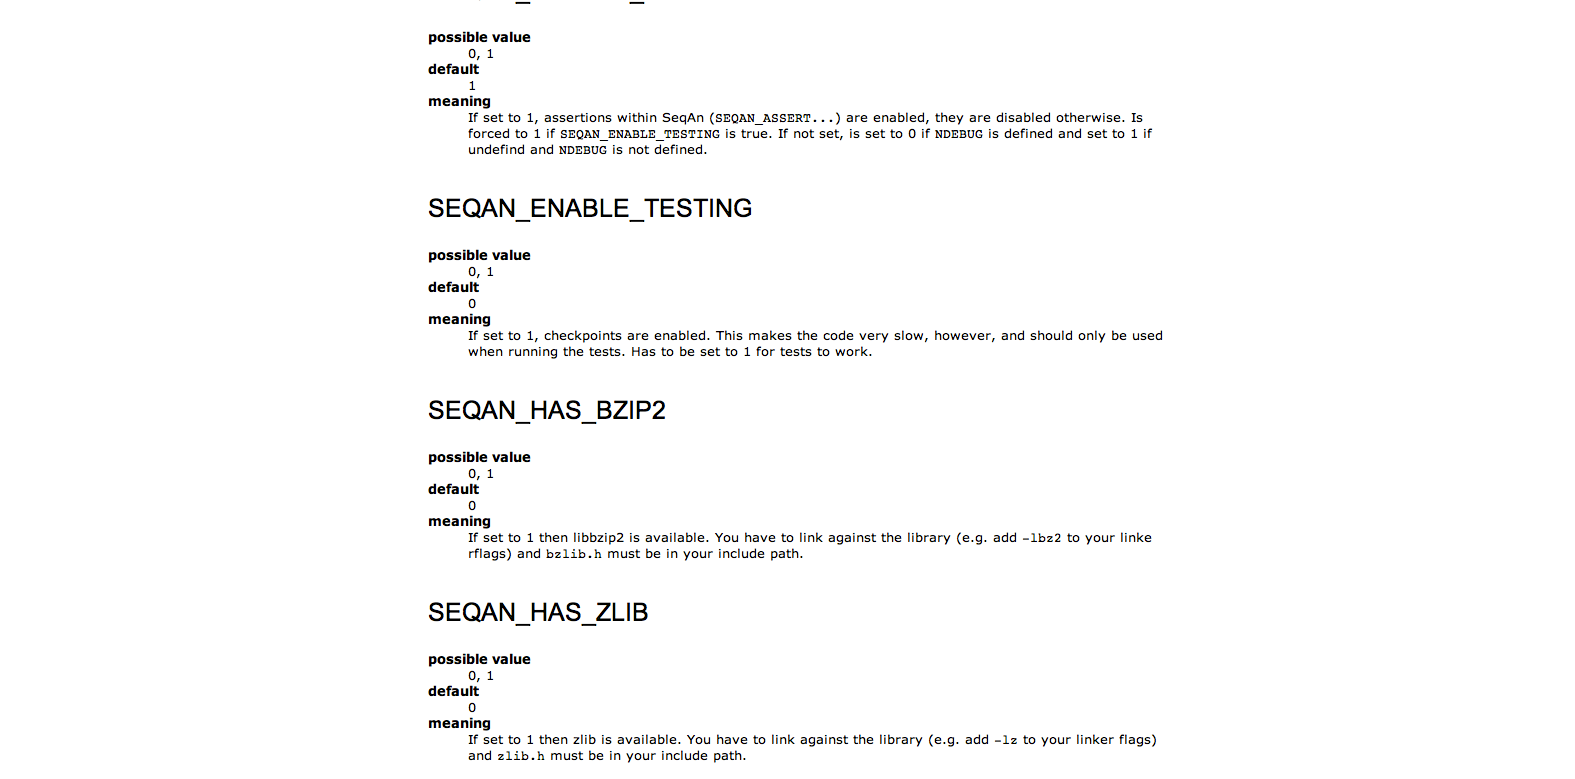 possible value
0, 1
default
1
meaning
If set to 1, assertions within SeqAn (SEQAN_ASSERT...) are enabled, they are disabled otherwise. Is
forced to 1 if SEQAN_ENABLE_TESTING is true. If not set, is set to 0 if NDEBUG is defined and set to 1 if
undefind and NDEBUG is not defined.
SEQAN_ENABLE_TESTING
possible value
0, 1
default
0
meaning
If set to 1, checkpoints are enabled. This makes the code very slow, however, and should only be used
when running the tests. Has to be set to 1 for tests to work.
SEQAN_HAS_BZIP2
possible value
0, 1
default
0
meaning
If set to 1 then libbzip2 is available. You have to link against the library (e.g. add -lbz2 to your linke
rflags) and bzlib.h must be in your include path.
SEQAN_HAS_ZLIB
possible value
0, 1
default
0
meaning
If set to 1 then zlib is available. You have to link against the library (e.g. add -lz to your linker flags)
and zlib.h must be in your include path.